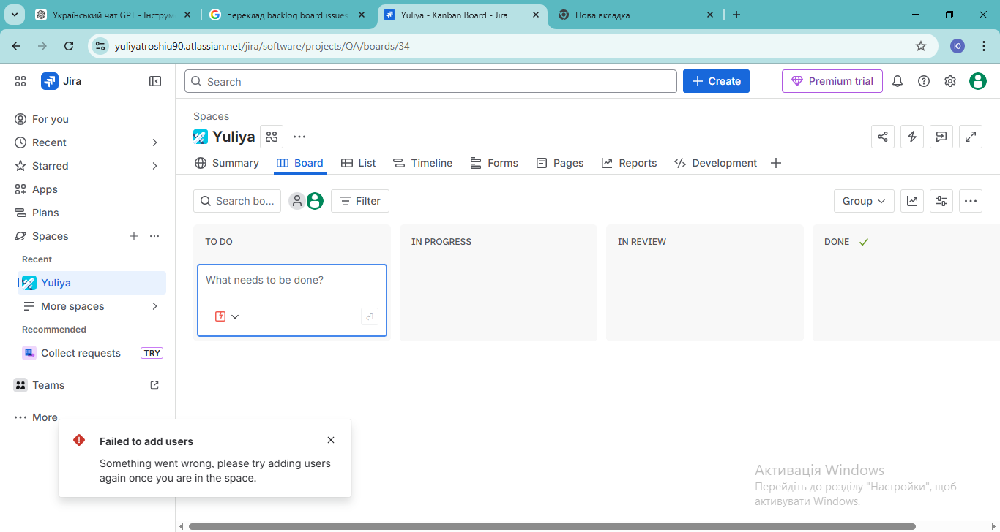 Український чат GPT - Інструм
переклад backlog board issues
Yuliya - Kanban Board - Jira
Нова вкладка
yuliyatroshiu90.atlassian.net/jira/software/projects/QA/boards/34
Ю
Jira
Search
Create
Premium trial
For you
Recent
Starred
Apps
Plans
Spaces
Recent
Yuliya
More spaces
Recommended
Collect requests
TRY
Teams
More
Spaces
Yuliya
Summary
Board
List
Timeline
Forms
Pages
Reports
Development
Search bo...
Filter
Group
TO DO
IN PROGRESS
IN REVIEW
DONE
What needs to be done?
Failed to add users
Something went wrong, please try adding users
again once you are in the space.
Активація Windows
Перейдіть до розділу "Настройки", щоб
активувати Windows.